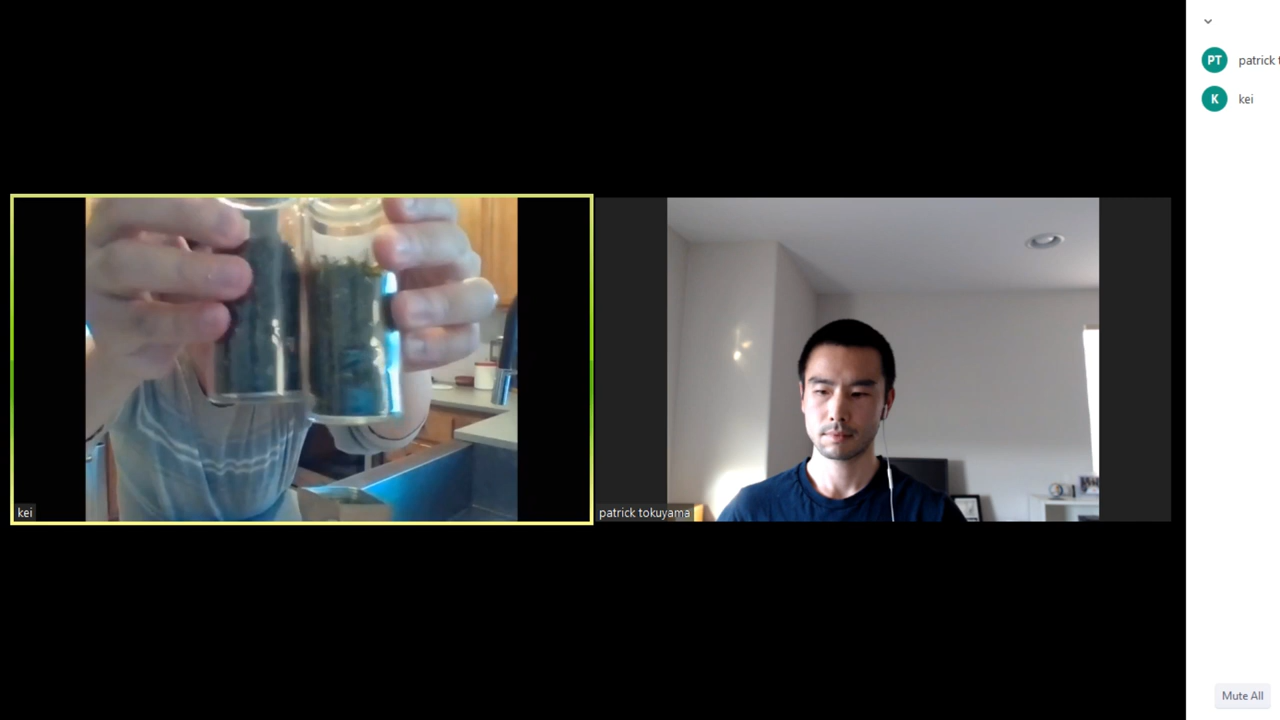 PT patrick t
K kei
kei
patrick tokuyama
Mute All